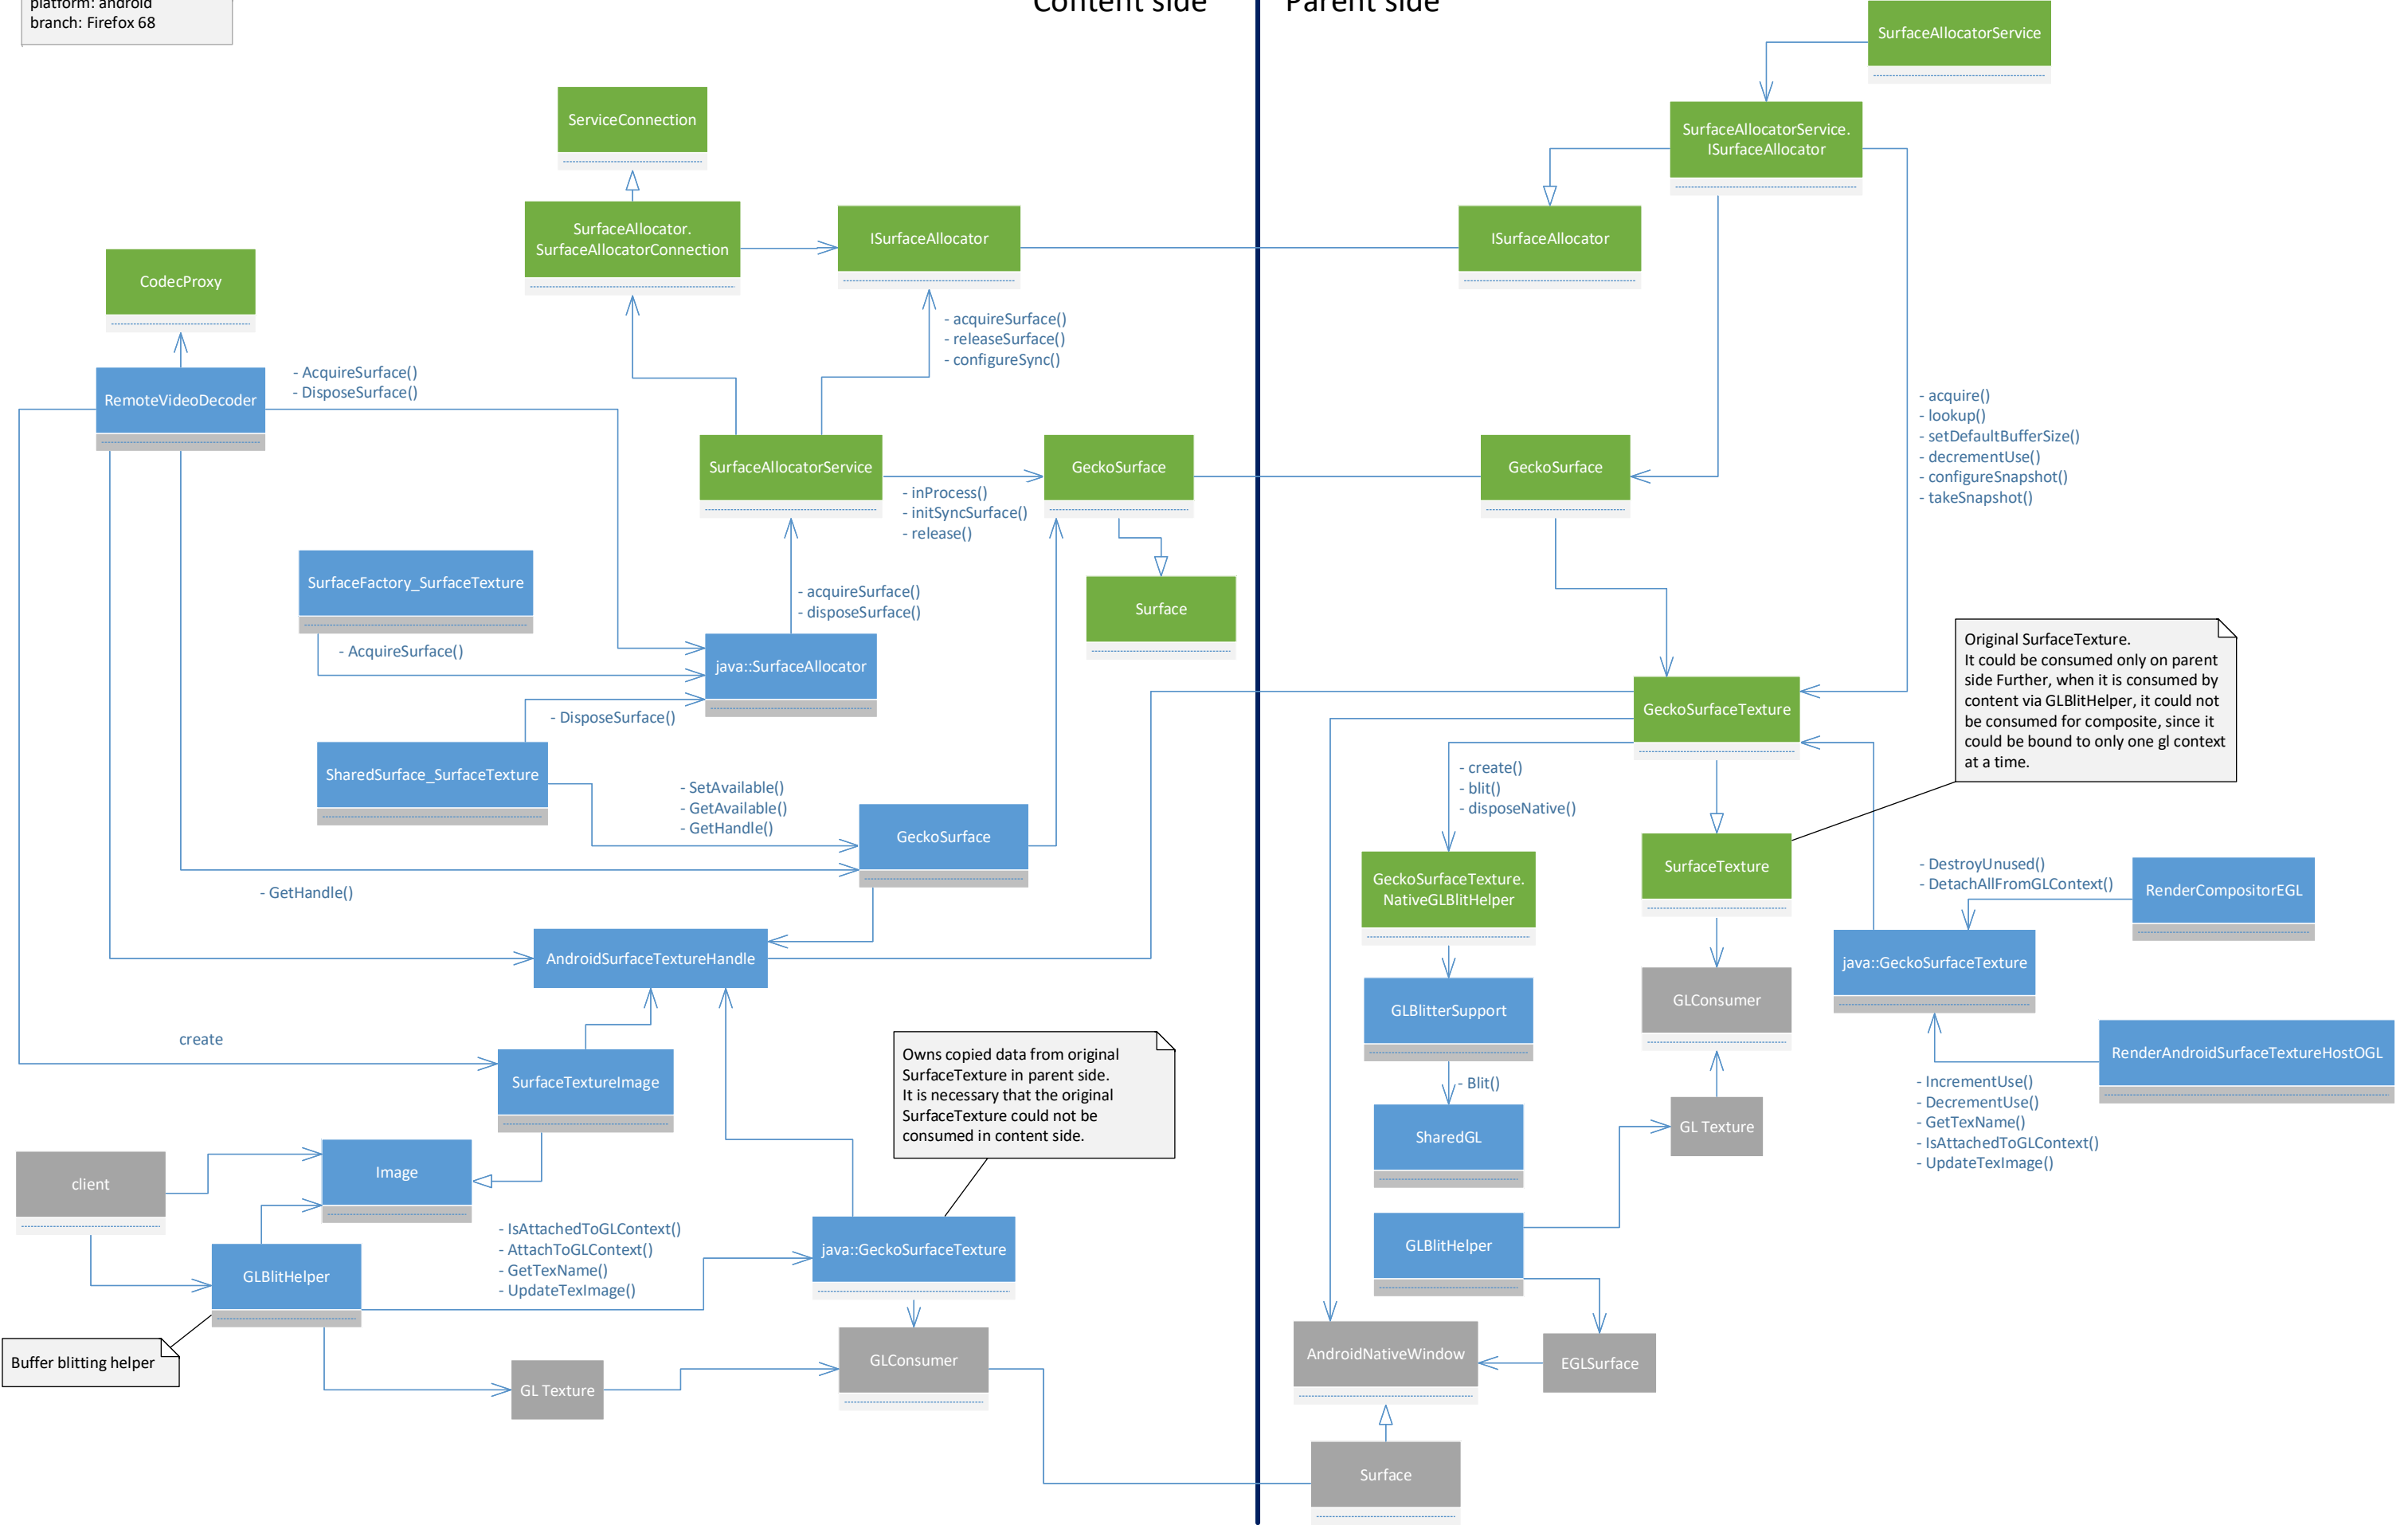 platform: android
branch: Firefox 68
Content side
Parent side
SurfaceAllocatorService
ServiceConnection
SurfaceAllocatorService.
ISurfaceAllocator
SurfaceAllocator.
SurfaceAllocatorConnection
ISurfaceAllocator
ISurfaceAllocator
CodecProxy
- acquireSurface()
- releaseSurface()
- configureSync()
RemoteVideoDecoder
- AcquireSurface()
- DisposeSurface()
- acquire()
- lookup()
- setDefaultBufferSize()
- decrementUse()
- configureSnapshot()
- takeSnapshot()
SurfaceAllocatorService
GeckoSurface
GeckoSurface
- inProcess()
- initSyncSurface()
- release()
SurfaceFactory_SurfaceTexture
- acquireSurface()
- disposeSurface()
Surface
- AcquireSurface()
java::SurfaceAllocator
Original SurfaceTexture.
It could be consumed only on parent
side Further, when it is consumed by
content via GLBlitHelper, it could not
be consumed for composite, since it
could be bound to only one gl context
at a time.
- DisposeSurface()
GeckoSurfaceTexture
SharedSurface_SurfaceTexture
- SetAvailable()
- GetAvailable()
- GetHandle()
- create()
- blit()
- disposeNative()
GeckoSurface
SurfaceTexture
- GetHandle()
GeckoSurfaceTexture.
NativeGLBlitHelper
- DestroyUnused()
- DetachAllFromGLContext()
RenderCompositorEGL
AndroidSurfaceTextureHandle
java::GeckoSurfaceTexture
GLBlitterSupport
GLConsumer
create
SurfaceTextureImage
Owns copied data from original
SurfaceTexture in parent side.
It is necessary that the original
SurfaceTexture could not be
consumed in content side.
- Blit()
RenderAndroidSurfaceTextureHostOGL
- IncrementUse()
- DecrementUse()
- GetTexName()
- IsAttachedToGLContext()
- UpdateTexImage()
SharedGL
GL Texture
client
Image
- IsAttachedToGLContext()
- AttachToGLContext()
- GetTexName()
- UpdateTexImage()
java::GeckoSurfaceTexture
GLBlitHelper
GLBlitHelper
Buffer blitting helper
GL Texture
GLConsumer
AndroidNativeWindow
EGLSurface
Surface